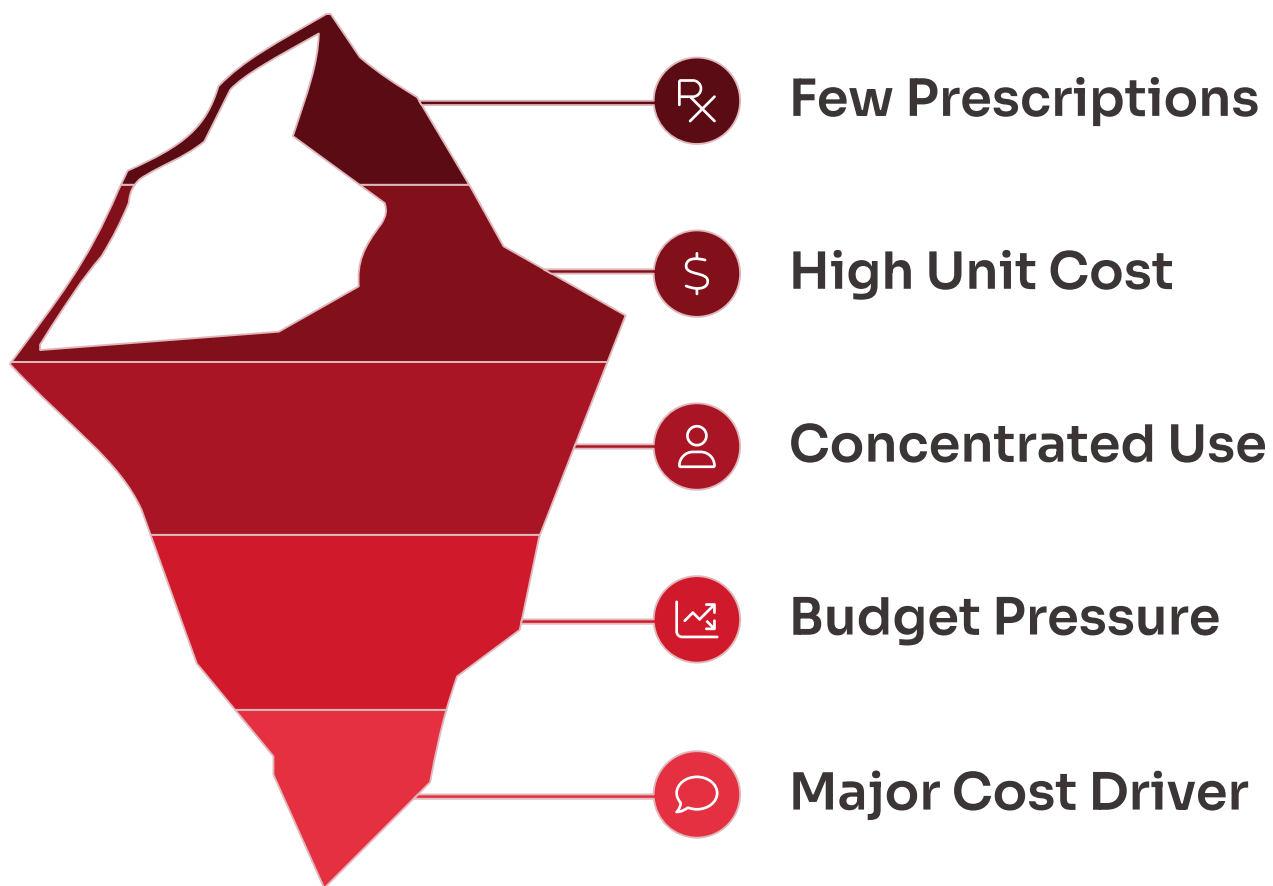 Few Prescriptions
High Unit Cost
Concentrated Use
Budget Pressure
Major Cost Driver